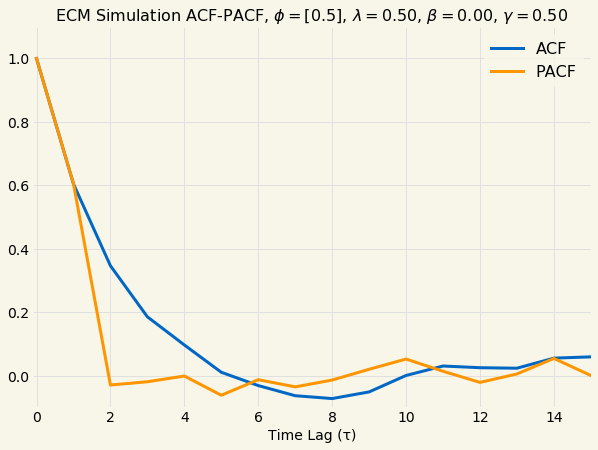 ECM Simulation ACF-PACF, ϕ = [0.5], λ = 0.50, β = 0.00, γ = 0.50
ACF
PACF
1.0
0.8
0.6
0.4
0.2
0.0
0 2 4 6 8 10 12 14
Time Lag (τ)